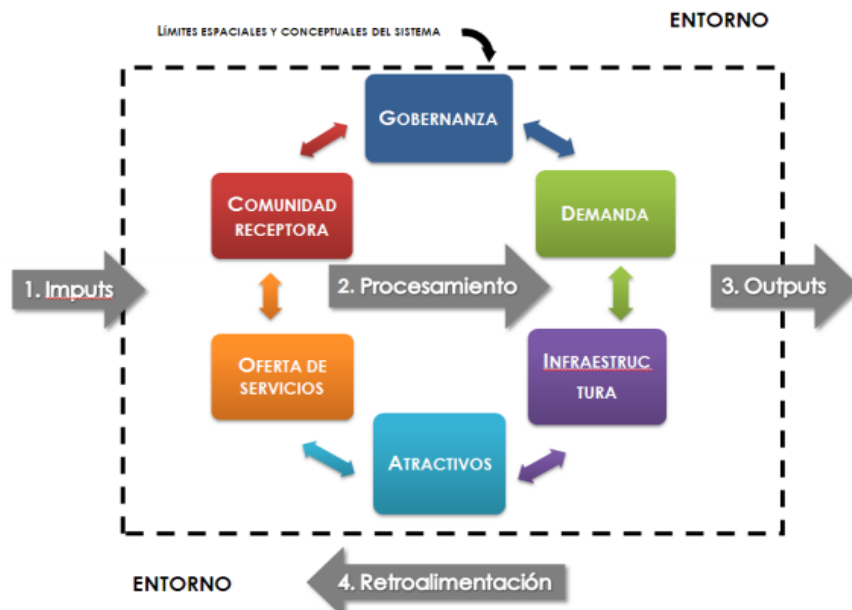 ENTORNO
LÍMITES ESPACIALES Y CONCEPTUALES DEL SISTEMA
GOBERNANZA
COMUNIDAD
RECEPTORA
DEMANDA
1. Imputs
2. Procesamiento
3. Outputs
OFERTA DE
SERVICIOS
INFRAESTRUC
TURA
ATRACTIVOS
ENTORNO
4. Retroalimentación